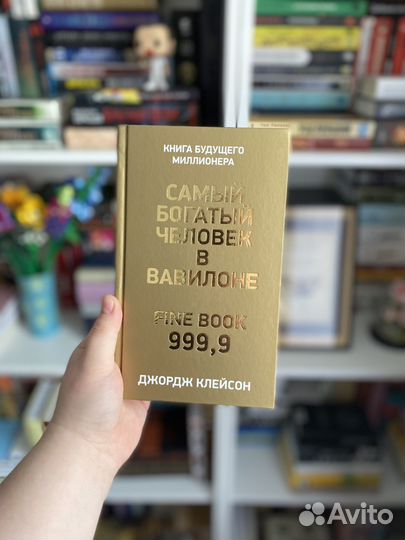 КНИГА БУДУЩЕГО
МИЛЛИОНЕРА
САМЫЙ
БОГАТЫЙ
ЧЕЛОВЕК
В
ВАВИЛОНЕ
FINE BOOK
999,9
ДЖОРДЖ КЛЕЙСОН
Avito